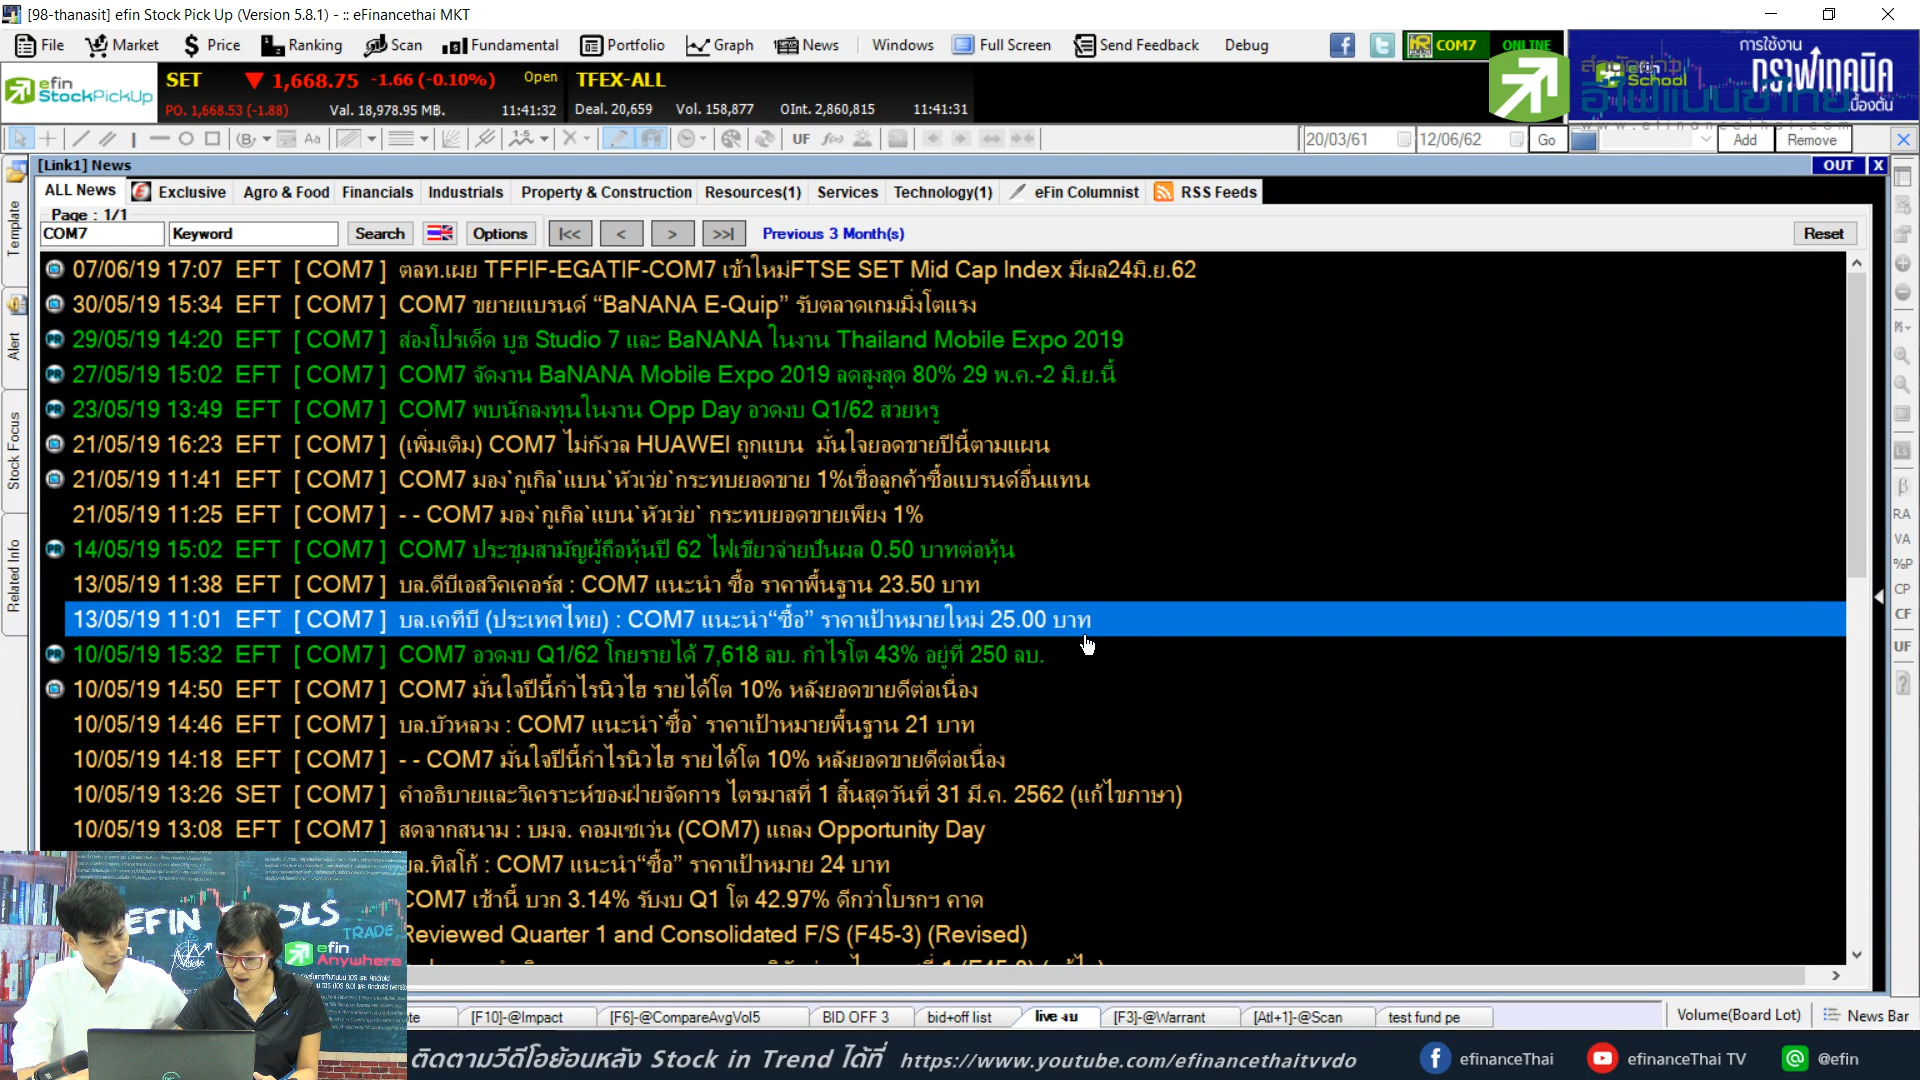 [98-thanasit] efin Stock Pick Up (Version 5.8.1) - :: eFinancethai MKT
File Market Price Ranking Scan Fundamental Portfolio Graph News Windows Full Screen Send Feedback Debug COM7 ONLINE
การใช้งาน
efin School
กราฟเทคนิค
เบื้องต้น
efin StockPickUp
SET 1,668.75 -1.66 (-0.10%) Open TFEX-ALL
PO. 1,668.53 (-1.88) Val. 18,978.95 MB. 11:41:32 Deal. 20,659 Vol. 158,877 OInt. 2,860,815 11:41:31
UF 20/03/61 12/06/62 Go Add Remove
[Link1] News OUT X
ALL News Exclusive Agro & Food Financials Industrials Property & Construction Resources(1) Services Technology(1) eFin Columnist RSS Feeds
Page : 1/1
COM7 Keyword Search Options |<< < > >>| Previous 3 Month(s) Reset
07/06/19 17:07 EFT [ COM7 ] ตลท.เผย TFFIF-EGATIF-COM7 เข้าใหม่FTSE SET Mid Cap Index มีผล24มิ.ย.62
30/05/19 15:34 EFT [ COM7 ] COM7 ขยายแบรนด์ “BaNANA E-Quip” รับตลาดเกมมิ่งโตแรง
29/05/19 14:20 EFT [ COM7 ] ส่องโปรเด็ด บูธ Studio 7 และ BaNANA ในงาน Thailand Mobile Expo 2019
27/05/19 15:02 EFT [ COM7 ] COM7 จัดงาน BaNANA Mobile Expo 2019 ลดสูงสุด 80% 29 พ.ค.-2 มิ.ย.นี้
23/05/19 13:49 EFT [ COM7 ] COM7 พบนักลงทุนในงาน Opp Day อวดงบ Q1/62 สวยหรู
21/05/19 16:23 EFT [ COM7 ] (เพิ่มเติม) COM7 ไม่กังวล HUAWEI ถูกแบน มั่นใจยอดขายปีนี้ตามแผน
21/05/19 11:41 EFT [ COM7 ] COM7 มอง`กูเกิล`แบน`หัวเว่ย`กระทบยอดขาย 1%เชื่อลูกค้าซื้อแบรนด์อื่นแทน
21/05/19 11:25 EFT [ COM7 ] - - COM7 มอง`กูเกิล`แบน`หัวเว่ย` กระทบยอดขายเพียง 1%
14/05/19 15:02 EFT [ COM7 ] COM7 ประชุมสามัญผู้ถือหุ้นปี 62 ไฟเขียวจ่ายปันผล 0.50 บาทต่อหุ้น
13/05/19 11:38 EFT [ COM7 ] บล.ดีบีเอสวิคเคอร์ส : COM7 แนะนำ ซื้อ ราคาพื้นฐาน 23.50 บาท
13/05/19 11:01 EFT [ COM7 ] บล.เคทีบี (ประเทศไทย) : COM7 แนะนำ“ซื้อ” ราคาเป้าหมายใหม่ 25.00 บาท
10/05/19 15:32 EFT [ COM7 ] COM7 อวดงบ Q1/62 โกยรายได้ 7,618 ลบ. กำไรโต 43% อยู่ที่ 250 ลบ.
10/05/19 14:50 EFT [ COM7 ] COM7 มั่นใจปีนี้กำไรนิวไฮ รายได้โต 10% หลังยอดขายดีต่อเนื่อง
10/05/19 14:46 EFT [ COM7 ] บล.บัวหลวง : COM7 แนะนำ`ซื้อ` ราคาเป้าหมายพื้นฐาน 21 บาท
10/05/19 14:18 EFT [ COM7 ] - - COM7 มั่นใจปีนี้กำไรนิวไฮ รายได้โต 10% หลังยอดขายดีต่อเนื่อง
10/05/19 13:26 SET [ COM7 ] คำอธิบายและวิเคราะห์ของฝ่ายจัดการ ไตรมาสที่ 1 สิ้นสุดวันที่ 31 มี.ค. 2562 (แก้ไขภาษา)
10/05/19 13:08 EFT [ COM7 ] สดจากสนาม : บมจ. คอมเซเว่น (COM7) แถลง Opportunity Day
บล.ทิสโก้ : COM7 แนะนำ“ซื้อ” ราคาเป้าหมาย 24 บาท
COM7 เช้านี้ บวก 3.14% รับงบ Q1 โต 42.97% ดีกว่าโบรกฯ คาด
Reviewed Quarter 1 and Consolidated F/S (F45-3) (Revised)
Template
Alert
Stock Focus
Related Info
RA
VA
%P
CP
CF
UF
EFIN
TRADE
efin Anywhere
[F10]-@Impact [F6]-@CompareAvgVol5 BID OFF 3 bid+off list live งบ [F3]-@Warrant [Atl+1]-@Scan test fund pe Volume(Board Lot) News Bar
ติดตามวีดีโอย้อนหลัง Stock in Trend ได้ที่ https://www.youtube.com/efinancethaitvvdo efinanceThai efinanceThai TV @efin